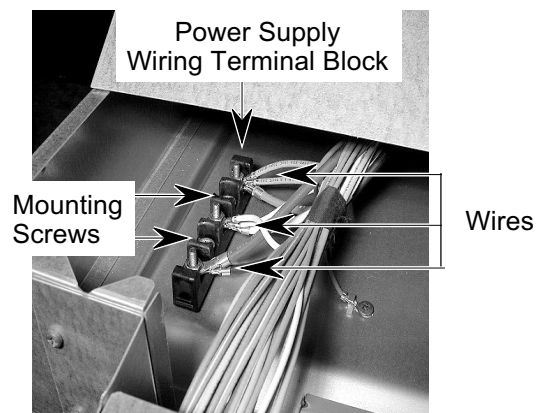 Power Supply
Wiring Terminal Block
Mounting
Screws
Wires